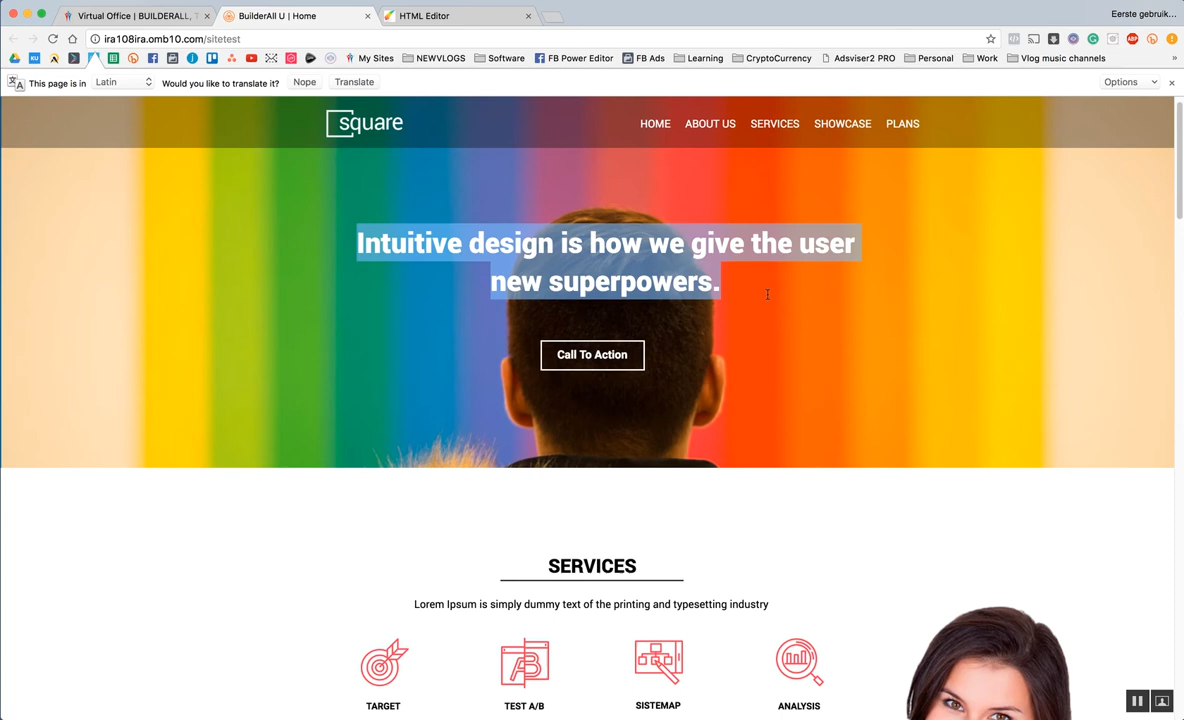 Virtual Office | BUILDERALL, T
BuilderAll U | Home
HTML Editor
Eerste gebruik...
ira108ira.omb10.com/sitetest
KU
My Sites
NEWVLOGS
Software
FB Power Editor
FB Ads
Learning
CryptoCurrency
Adsviser2 PRO
Personal
Work
Vlog music channels
ABP
This page is in
Latin
Would you like to translate it?
Nope
Translate
Options
square
HOME
ABOUT US
SERVICES
SHOWCASE
PLANS
Intuitive design is how we give the user
new superpowers.
Call To Action
SERVICES
Lorem Ipsum is simply dummy text of the printing and typesetting industry
AB
TARGET
TEST A/B
SISTEMAP
ANALYSIS